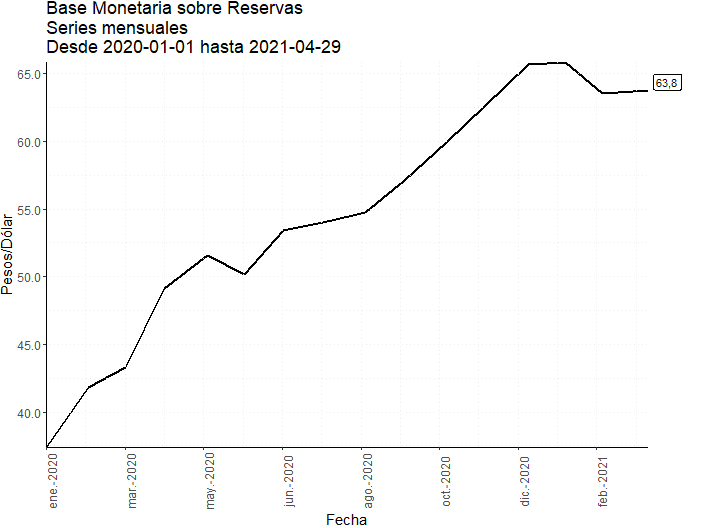 Base Monetaria sobre Reservas
Series mensuales
Desde 2020-01-01 hasta 2021-04-29
65.0
60.0
55.0
50.0
45.0
40.0
63,8
Pesos/Dólar
ene.-2020
mar.-2020
may.-2020
jun.-2020
ago.-2020
oct.-2020
dic.-2020
feb.-2021
Fecha